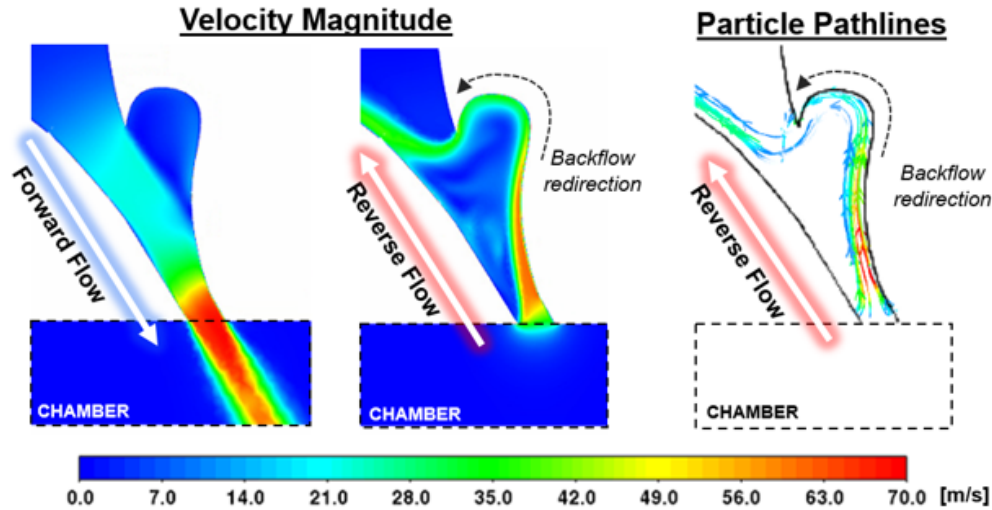 Velocity Magnitude
Particle Pathlines
Forward Flow
CHAMBER
Reverse Flow
Backflow
redirection
CHAMBER
Reverse Flow
Backflow
redirection
CHAMBER
0.0 7.0 14.0 21.0 28.0 35.0 42.0 49.0 56.0 63.0 70.0 [m/s]